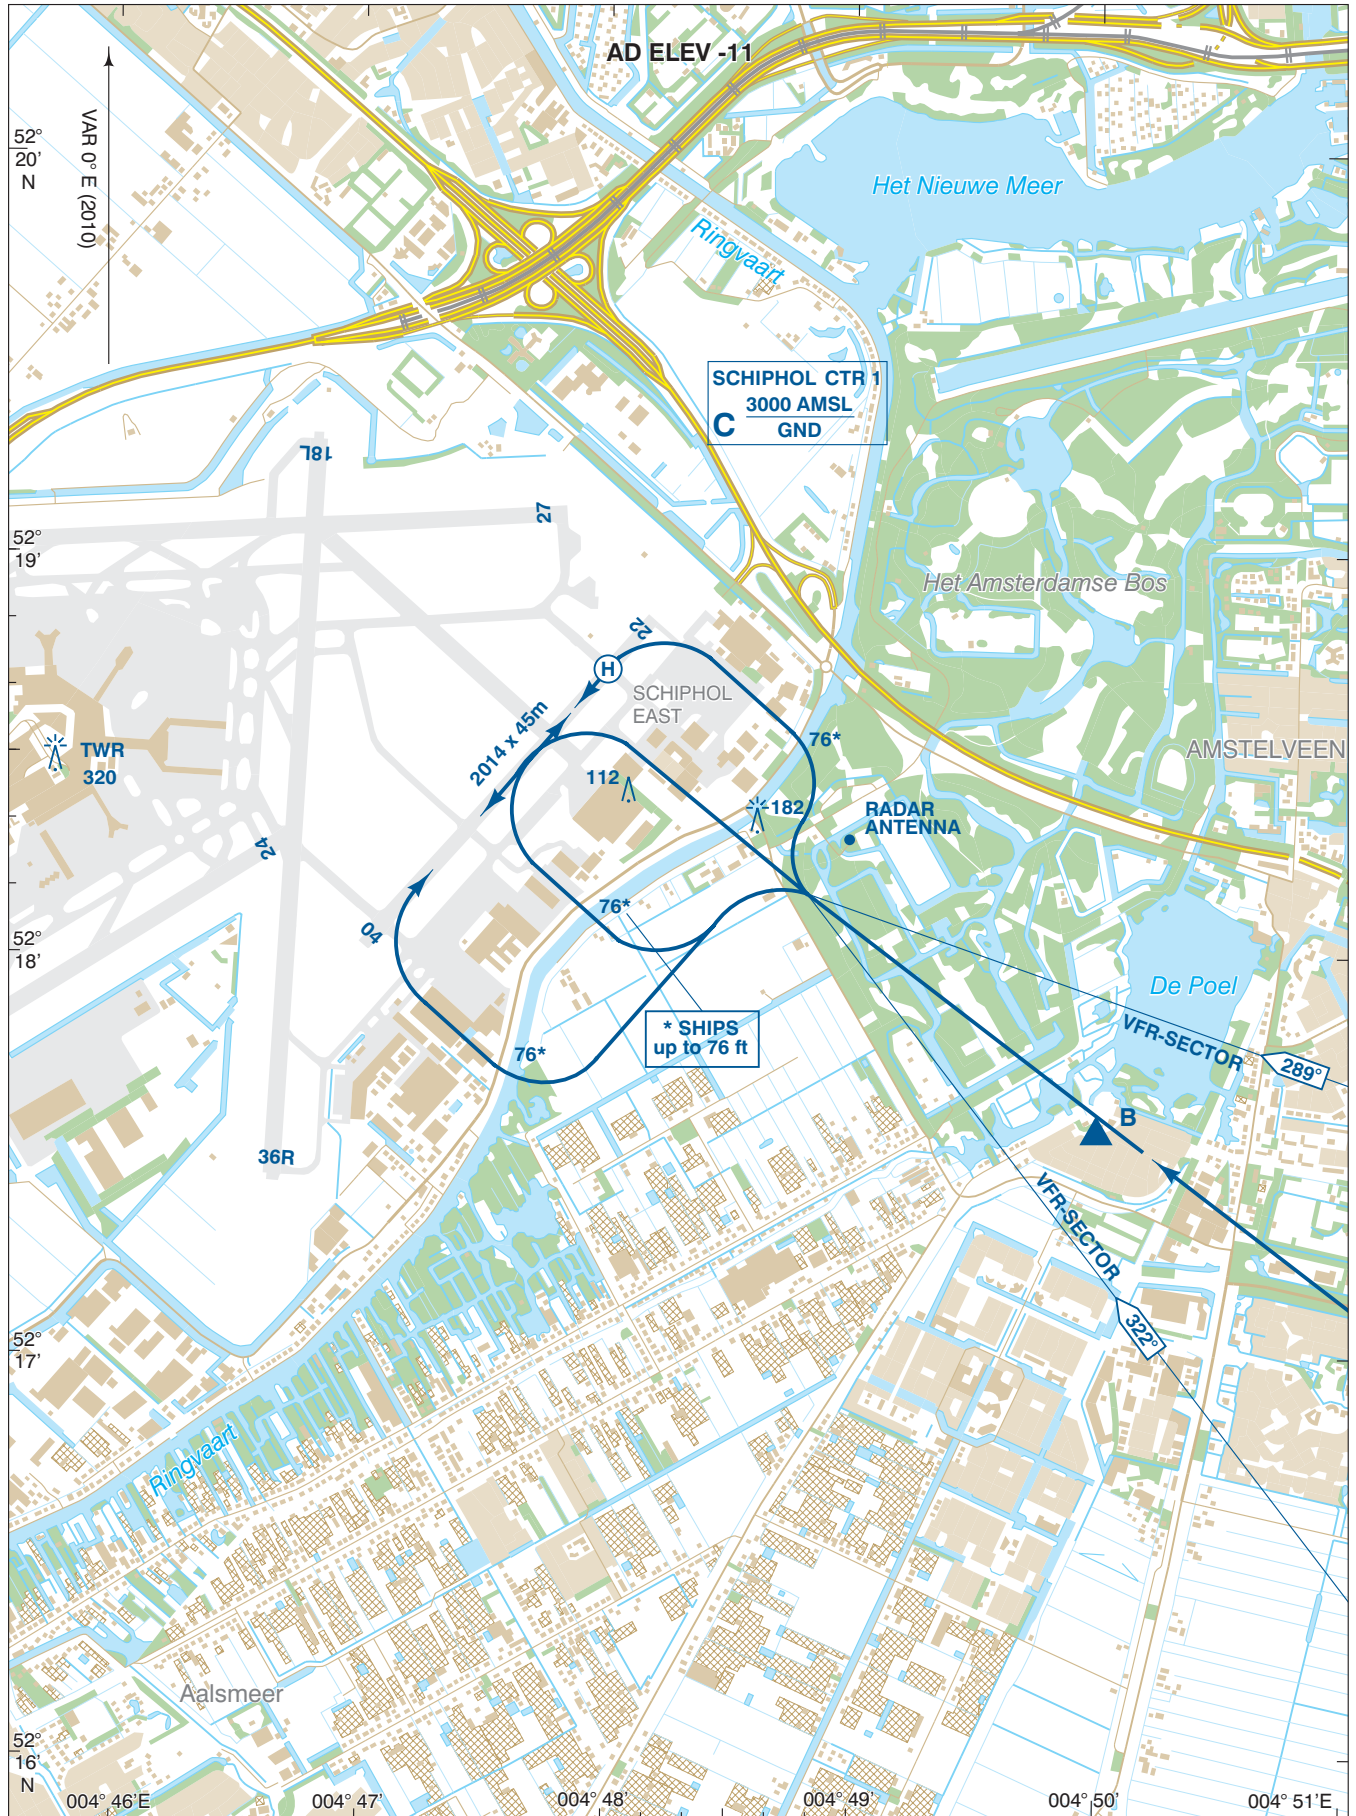 AD ELEV -11
VAR 0° E (2010)
52°
20'
N
Het Nieuwe Meer
Ringvaart
SCHIPHOL CTR 1
3000 AMSL
C
GND
18L
27
52°
19'
Het Amsterdamse Bos
22
H
SCHIPHOL
EAST
2014 x 45m
76*
AMSTELVEEN
TWR
320
112
182
RADAR
ANTENNA
24
76*
04
52°
18'
De Poel
* SHIPS
up to 76 ft
VFR-SECTOR
289°
76*
B
36R
VFR-SECTOR
322°
52°
17'
Ringvaart
Aalsmeer
52°
16'
N
004° 46'E
004° 47'
004° 48'
004° 49'
004° 50'
004° 51'E